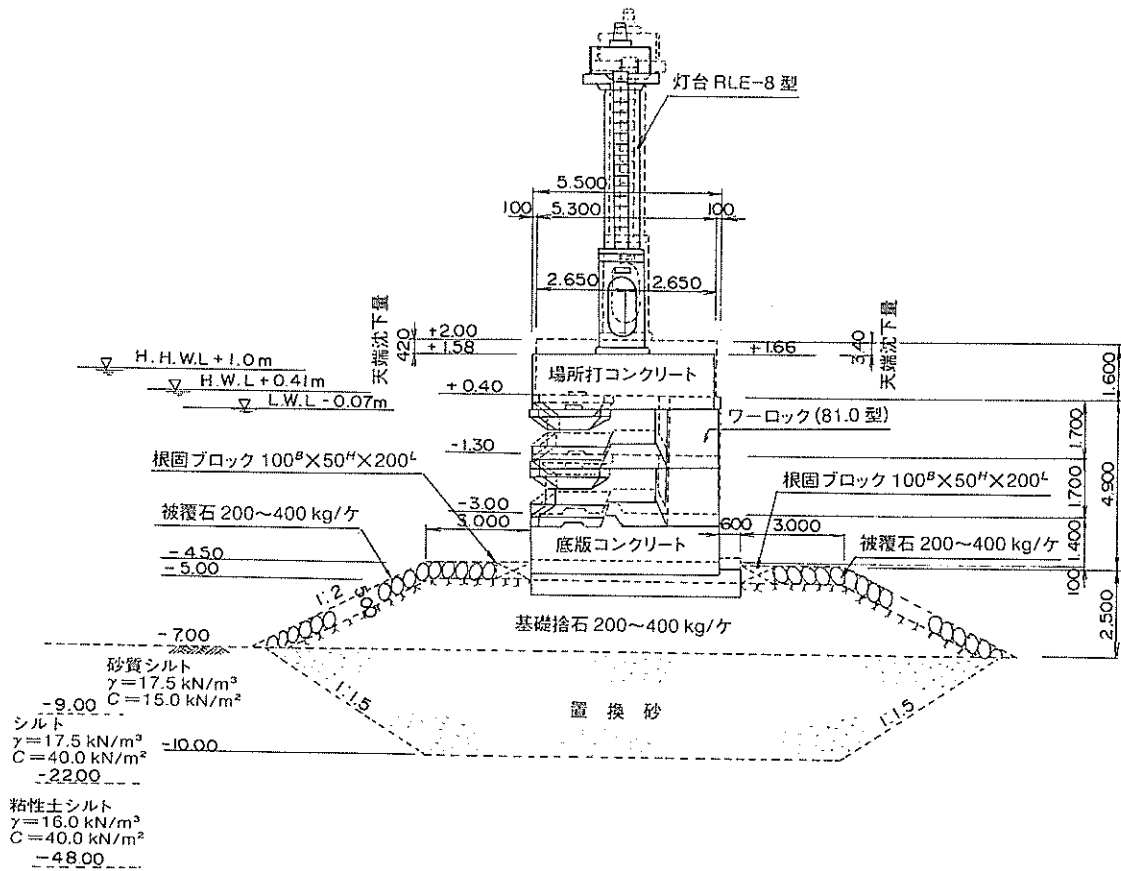 灯台 RLE-8 型
5.500
100
5.300
100
2.650
2.650
天端沈下量
420
+2.00
+1.58
+1.66
3.40
天端沈下量
H.H.W.L + 1.0 m
H.W.L + 0.41m
L.W.L - 0.07m
場所打コンクリート
1.600
+ 0.40
ワーロック (81.0 型)
1.700
-1.30
根固ブロック 100ᴮ×50ᴴ×200ᴸ
根固ブロック 100ᴮ×50ᴴ×200ᴸ
1.700
4.900
被覆石 200～400 kg/ケ
-3.00
3.000
600
3.000
1.400
底版コンクリート
被覆石 200～400 kg/ケ
- 4.50
- 5.00
100
1:2
基礎捨石 200～400 kg/ケ
2.500
-7.00
砂質シルト
γ=17.5 kN/m³
C=15.0 kN/m²
1:1.5
置 換 砂
1:1.5
-9.00
シルト
γ=17.5 kN/m³
C=40.0 kN/m²
-10.00
-22.00
粘性土シルト
γ=16.0 kN/m³
C=40.0 kN/m²
-48.00